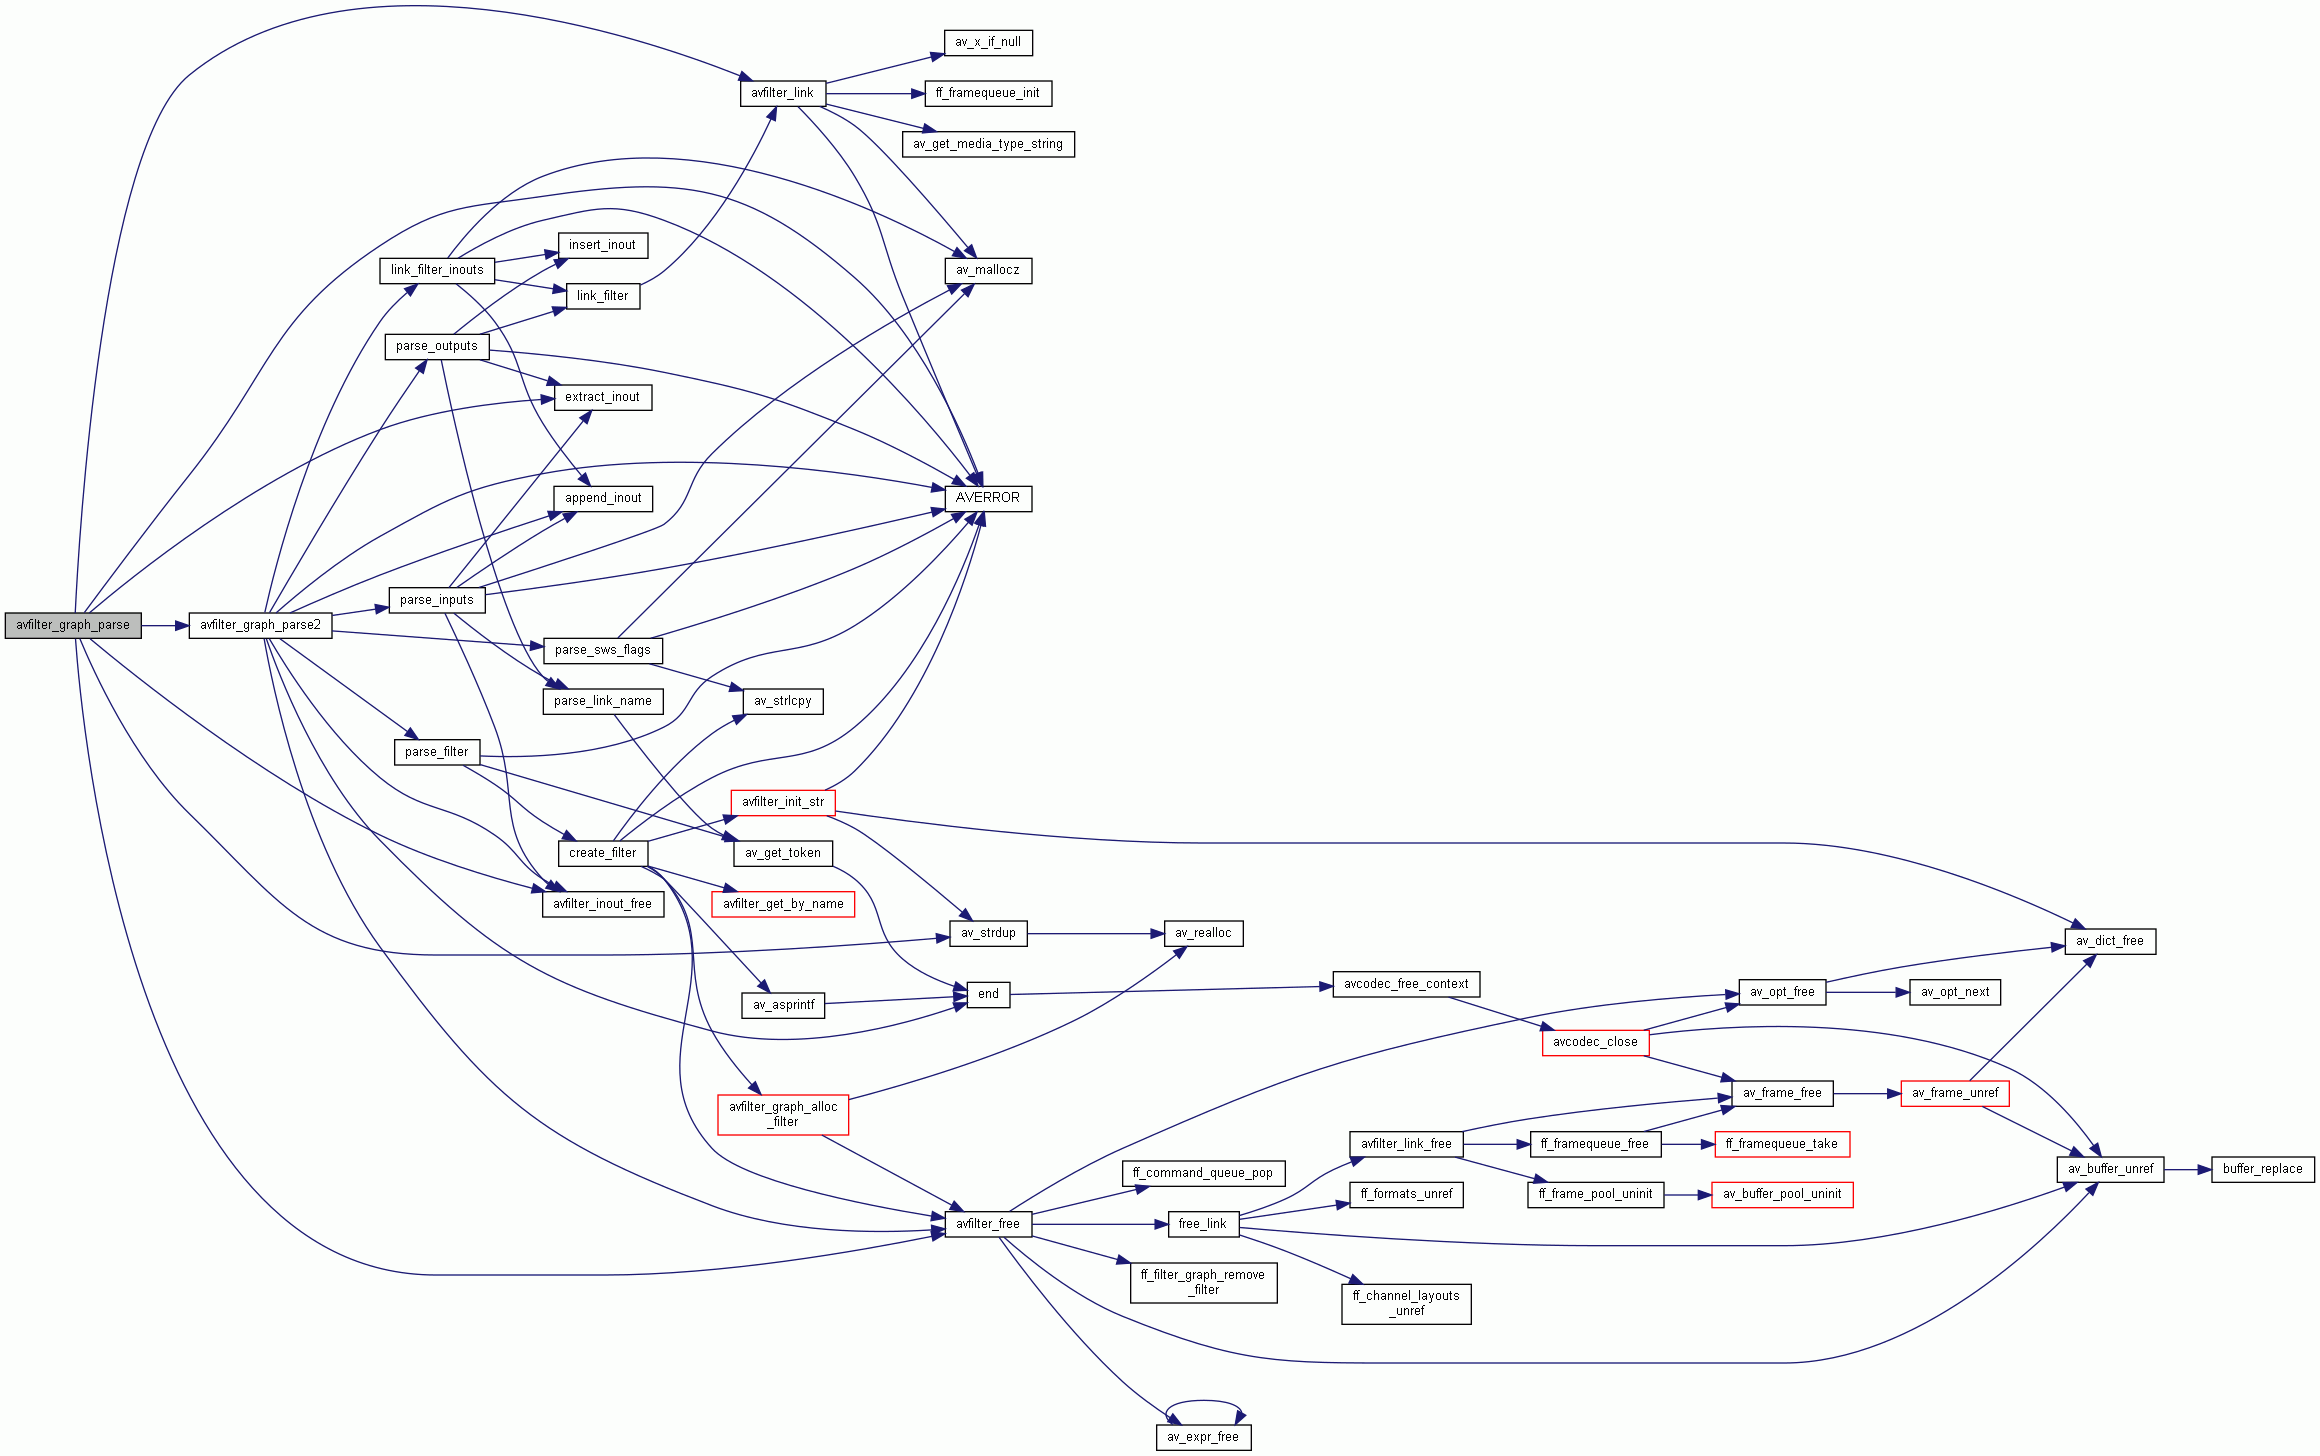 av_x_if_null
avfilter_link
ff_framequeue_init
av_get_media_type_string
insert_inout
link_filter_inouts
av_mallocz
link_filter
parse_outputs
extract_inout
append_inout
AVERROR
parse_inputs
avfilter_graph_parse
avfilter_graph_parse2
parse_sws_flags
parse_link_name
av_strlcpy
parse_filter
avfilter_init_str
create_filter
av_get_token
avfilter_inout_free
avfilter_get_by_name
av_strdup
av_realloc
av_dict_free
avcodec_free_context
end
av_asprintf
av_opt_free
av_opt_next
avcodec_close
av_frame_free
av_frame_unref
avfilter_graph_alloc
_filter
avfilter_link_free
ff_framequeue_free
ff_framequeue_take
ff_command_queue_pop
av_buffer_unref
buffer_replace
ff_formats_unref
ff_frame_pool_uninit
av_buffer_pool_uninit
avfilter_free
free_link
ff_filter_graph_remove
_filter
ff_channel_layouts
_unref
av_expr_free